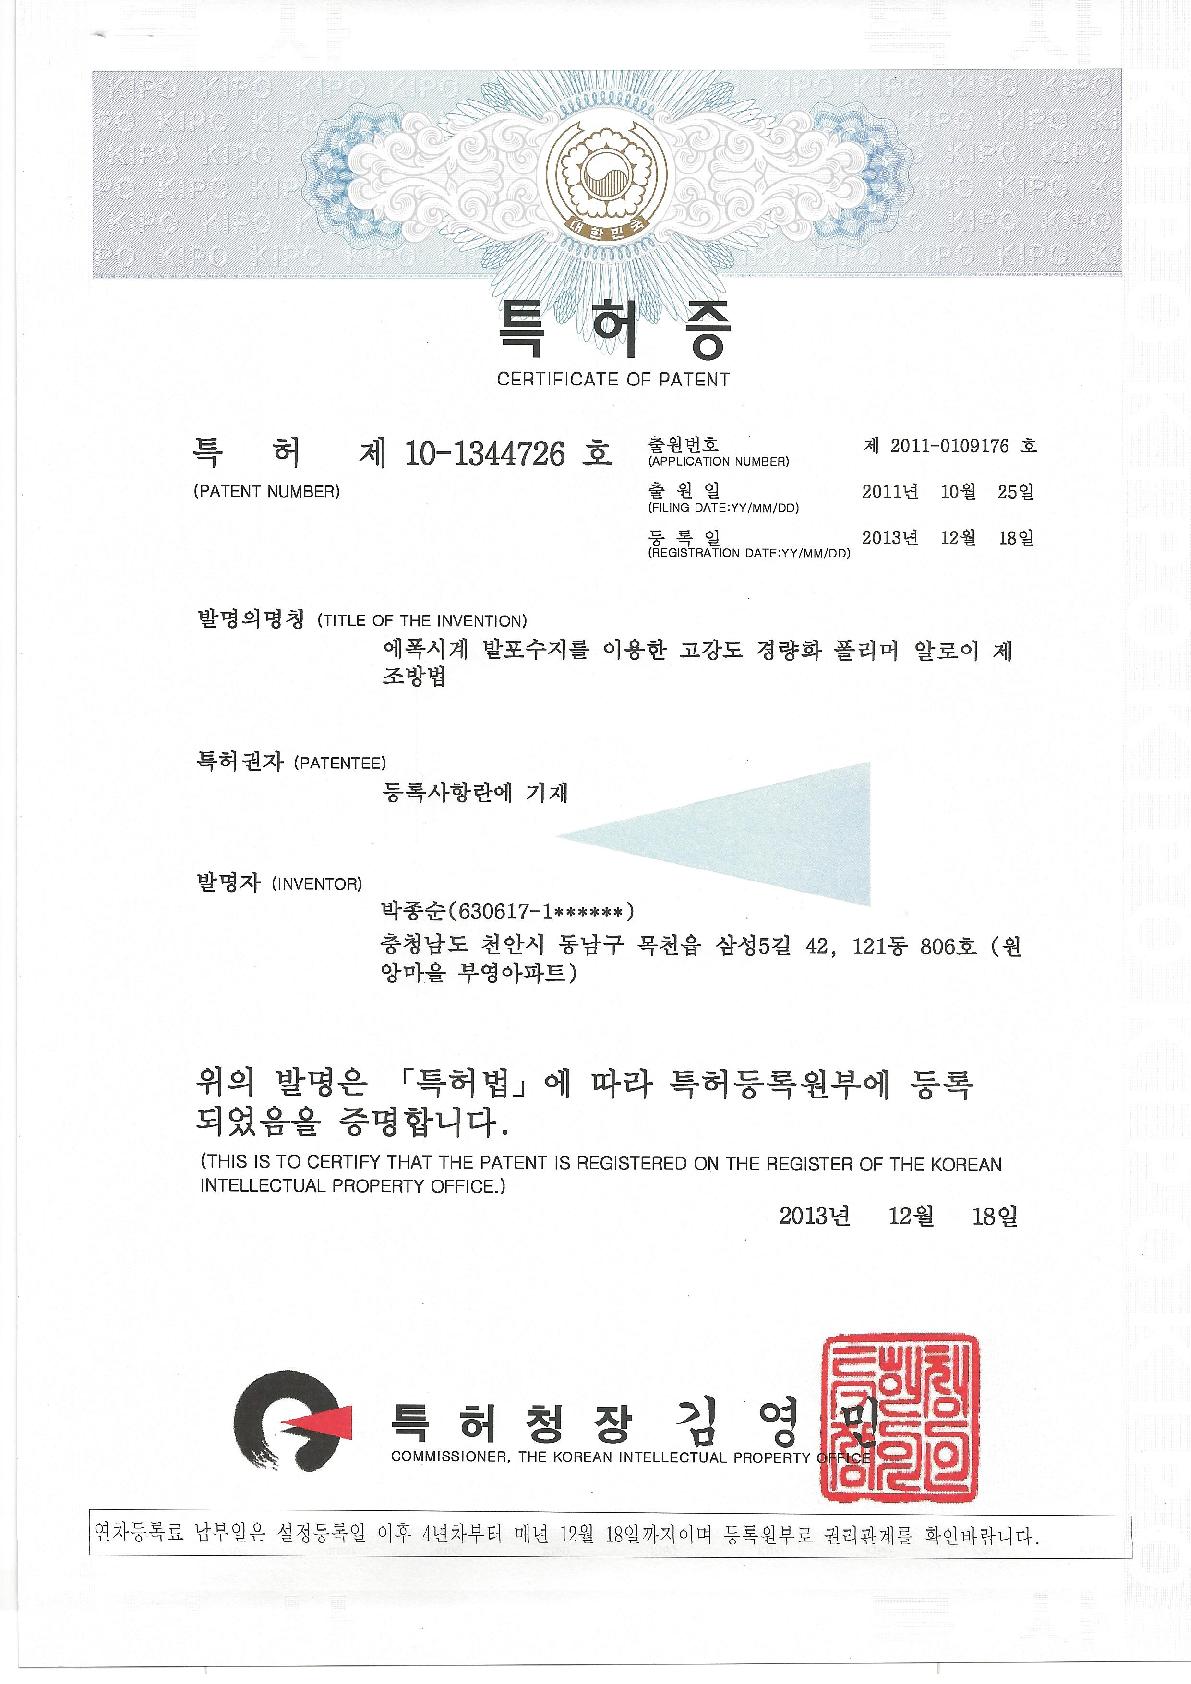 대한민국
특허증
CERTIFICATE OF PATENT
특 허 제 10-1344726 호
(PATENT NUMBER)
출원번호 제 2011-0109176 호
(APPLICATION NUMBER)
출원일 2011년 10월 25일
(FILING DATE:YY/MM/DD)
등록일 2013년 12월 18일
(REGISTRATION DATE:YY/MM/DD)
발명의명칭 (TITLE OF THE INVENTION)
에폭시계 발포수지를 이용한 고강도 경량화 폴리머 알로이 제
조방법
특허권자 (PATENTEE)
등록사항란에 기재
발명자 (INVENTOR)
박종순(630617-1******)
충청남도 천안시 동남구 목천읍 삼성5길 42, 121동 806호 (원
앙마을 부영아파트)
위의 발명은 「특허법」에 따라 특허등록원부에 등록
되었음을 증명합니다.
(THIS IS TO CERTIFY THAT THE PATENT IS REGISTERED ON THE REGISTER OF THE KOREAN
INTELLECTUAL PROPERTY OFFICE.)
2013년 12월 18일
특허청장 김영민
COMMISSIONER, THE KOREAN INTELLECTUAL PROPERTY OFFICE
연차등록료 납부일은 설정등록일 이후 4년차부터 매년 12월 18일까지이며 등록원부로 권리관계를 확인바랍니다.